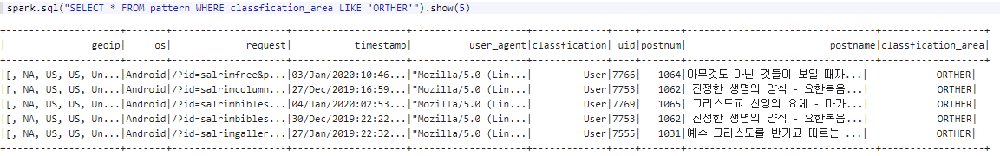 spark.sql("SELECT * FROM pattern WHERE classfication_area LIKE 'ORTHER'").show(5)
+--------------------+-------+--------------------+--------------------+--------------------+-------------+----+-------+------------------------------+------------------+
| geoip| os| request| timestamp| user_agent|classfication| uid|postnum| postname|classfication_area|
+--------------------+-------+--------------------+--------------------+--------------------+-------------+----+-------+------------------------------+------------------+
|[, NA, US, US, Un...|Android|/?id=salrimfree&p...|03/Jan/2020:10:46...|"Mozilla/5.0 (Lin...| User|7766| 1064|아무것도 아닌 것들이 보일 때까...| ORTHER|
|[, NA, US, US, Un...|Android|/?id=salrimcolumn...|27/Dec/2019:16:59...|"Mozilla/5.0 (Lin...| User|7753| 1062| 진정한 생명의 양식 - 요한복음...| ORTHER|
|[, NA, US, US, Un...|Android|/?id=salrimbibles...|04/Jan/2020:02:53...|"Mozilla/5.0 (Lin...| User|7769| 1065| 그리스도교 신앙의 요체 - 마가...| ORTHER|
|[, NA, US, US, Un...|Android|/?id=salrimbibles...|30/Dec/2019:22:22...|"Mozilla/5.0 (Lin...| User|7753| 1062| 진정한 생명의 양식 - 요한복음...| ORTHER|
|[, NA, US, US, Un...|Android|/?id=salrimgaller...|27/Jan/2019:22:32...|"Mozilla/5.0 (Lin...| User|7555| 1031|예수 그리스도를 반기고 따르는 ...| ORTHER|
+--------------------+-------+--------------------+--------------------+--------------------+-------------+----+-------+------------------------------+------------------+